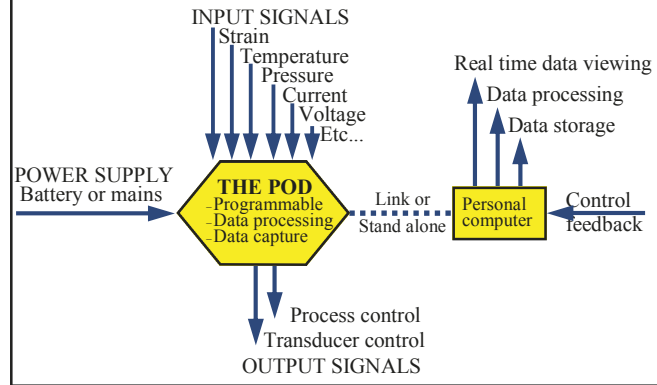 INPUT SIGNALS
Strain
Temperature
Pressure
Current
Voltage
Etc...
POWER SUPPLY
Battery or mains
THE POD
-Programmable
-Data processing
-Data capture
Link or
Stand alone
Real time data viewing
Data processing
Data storage
Personal
computer
Control
feedback
Process control
Transducer control
OUTPUT SIGNALS